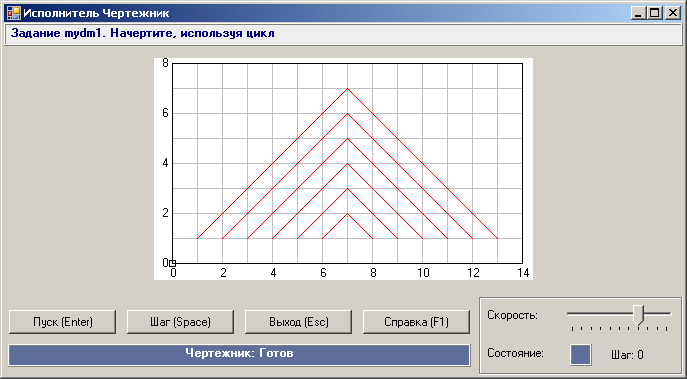 Исполнитель Чертежник
Задание mydm1. Начертите, используя цикл
8
6
4
2
0
0 2 4 6 8 10 12 14
Пуск (Enter) Шаг (Space) Выход (Esc) Справка (F1)
Скорость:
Чертежник: Готов
Состояние: Шаг: 0